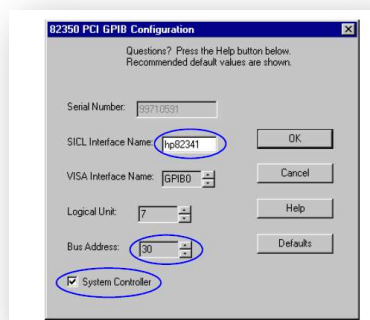 82350 PCI GPIB Configuration
Questions? Press the Help button below.
Recommended default values are shown.
Serial Number: 99710591
SICL Interface Name: hp82341
OK
VISA Interface Name: GPIB0
Cancel
Logical Unit: 7
Help
Bus Address: 30
Defaults
System Controller